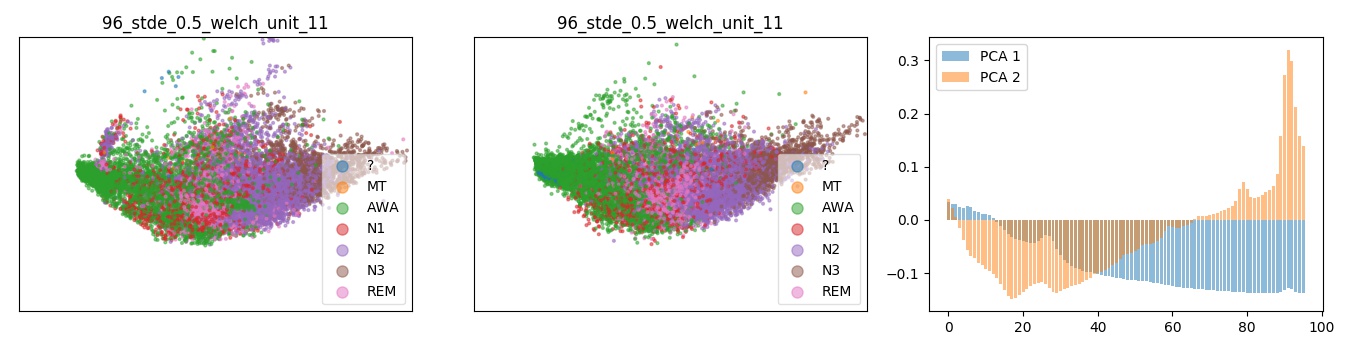 96_stde_0.5_welch_unit_11
?
MT
AWA
N1
N2
N3
REM
96_stde_0.5_welch_unit_11
?
MT
AWA
N1
N2
N3
REM
PCA 1
PCA 2
0.3
0.2
0.1
0.0
−0.1
0 20 40 60 80 100